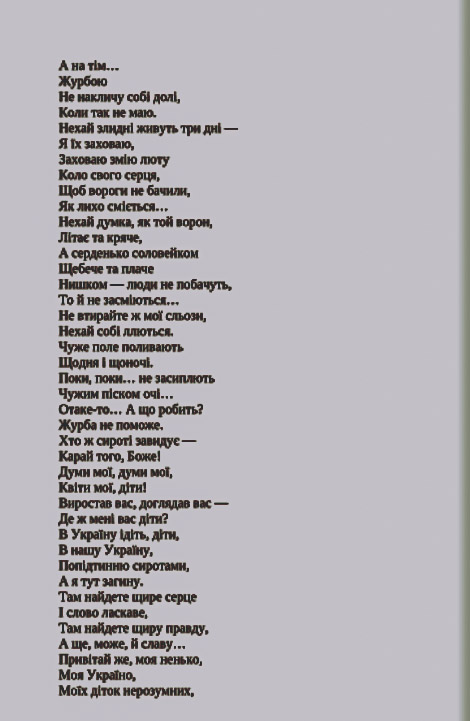 А на тім...
Журбою
Не накличу собі долі,
Коли так не маю.
Нехай злидні живуть три дні —
Я їх заховаю,
Заховаю змію люту
Коло свого серця,
Щоб вороги не бачили,
Як лихо сміється...
Нехай думка, як той ворон,
Літає та кряче,
А серденько соловейком
Щебече та плаче
Нишком — люди не побачуть,
То й не засміються...
Не втирайте ж мої сльози,
Нехай собі ллються.
Чуже поле поливають
Щодня і щоночі.
Поки, поки... не засиплють
Чужим піском очі...
Отаке-то... А що робить?
Журба не поможе.
Хто ж сироті завидує —
Карай того, Боже!
Думи мої, думи мої,
Квіти мої, діти!
Виростав вас, доглядав вас —
Де ж мені вас діти?
В Україну ідіть, діти,
В нашу Україну,
Попідтинню сиротами,
А я тут загину.
Там найдете щире серце
І слово ласкаве,
Там найдете щиру правду,
А ще, може, й славу...
Привітай же, моя ненько,
Моя Україно,
Моїх діток нерозумних,